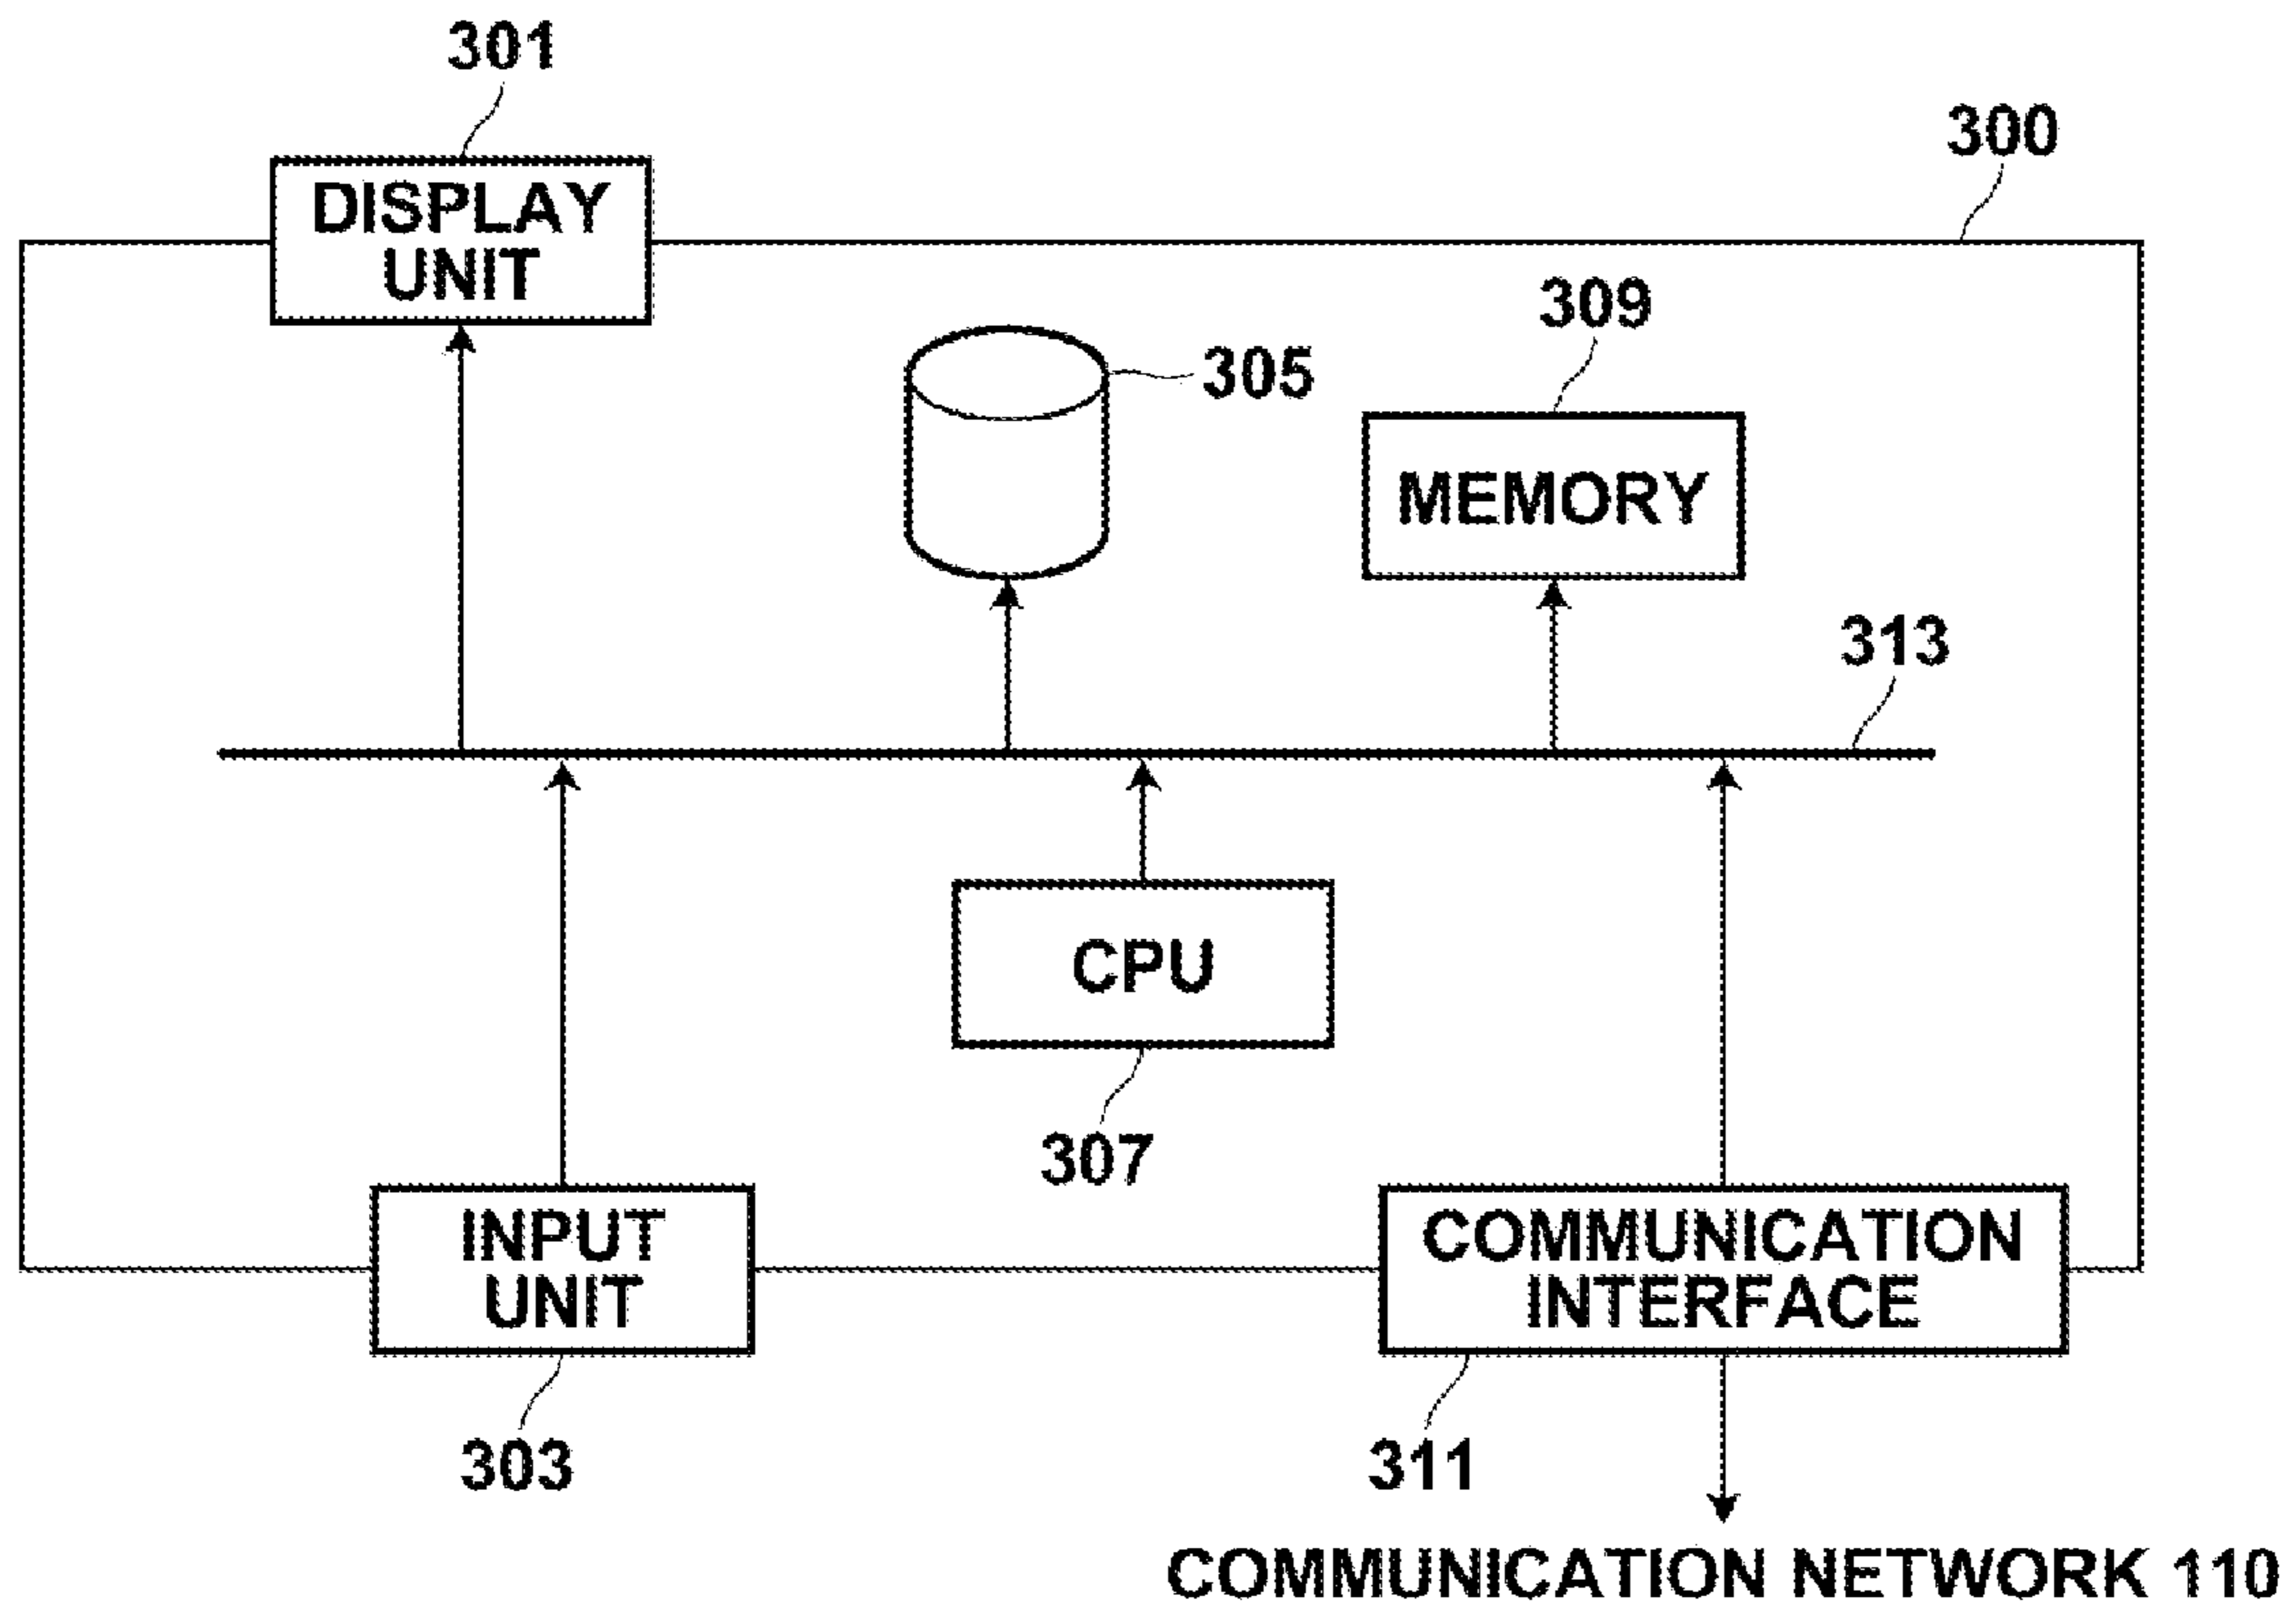 301
300
DISPLAY
UNIT
309
305
MEMORY
313
CPU
307
INPUT
UNIT
COMMUNICATION
INTERFACE
303
311
COMMUNICATION NETWORK 110